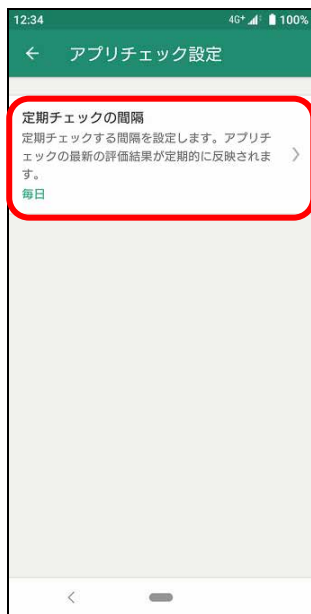 12:34 4G+ 100%
アプリチェック設定
定期チェックの間隔
定期チェックする間隔を設定します。アプリチ
ェックの最新の評価結果が定期的に反映されま
す。
毎日